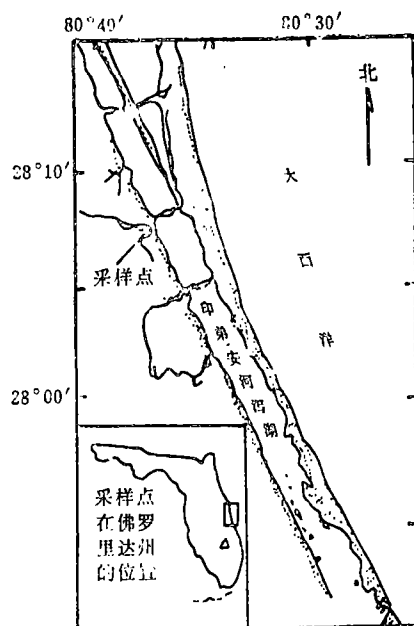 80°40′ 80°30′
北
28°10′
大西洋
采样点
印第安河泻湖
28°00′
采样点
在佛罗
里达州
的位置